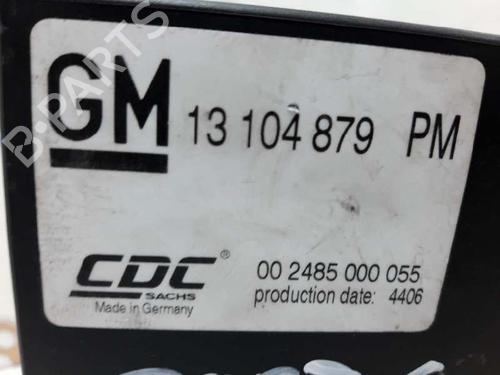 GM 13 104 879 PM
B-PARTS
CDC® 00 2485 000 055
SACHS production date: 4406
Made in Germany